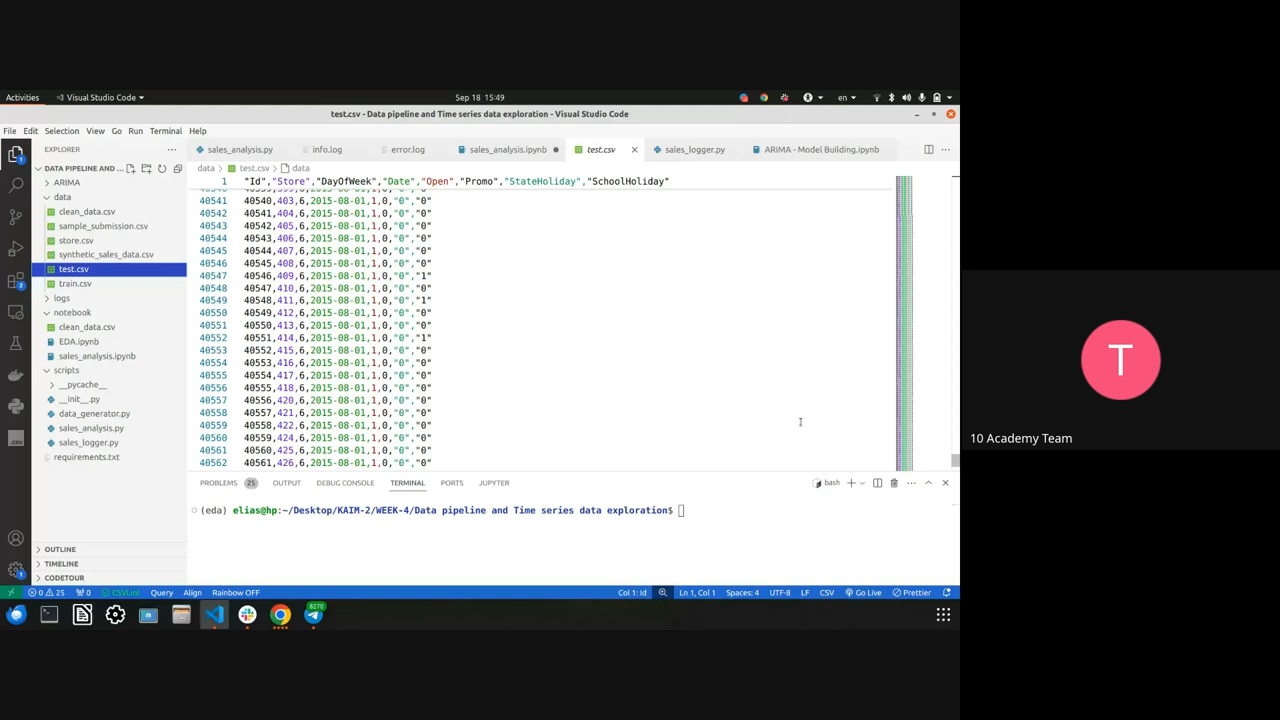 Activities
Visual Studio Code
Sep 18 15:49
en
test.csv - Data pipeline and Time series data exploration - Visual Studio Code
File Edit Selection View Go Run Terminal Help
EXPLORER
sales_analysis.py
info.log
error.log
sales_analysis.ipynb
test.csv
sales_logger.py
ARIMA - Model Building.ipynb
DATA PIPELINE AND ...
ARIMA
data
clean_data.csv
sample_submission.csv
store.csv
synthetic_sales_data.csv
test.csv
train.csv
logs
notebook
clean_data.csv
EDA.ipynb
sales_analysis.ipynb
scripts
__pycache__
__init__.py
data_generator.py
sales_analysis.py
sales_logger.py
requirements.txt
OUTLINE
TIMELINE
CODETOUR
data > test.csv > data
1 "Id","Store","DayOfWeek","Date","Open","Promo","StateHoliday","SchoolHoliday"
40541 40540,403,6,2015-08-01,1,0,"0","0"
40542 40541,404,6,2015-08-01,1,0,"0","0"
40543 40542,405,6,2015-08-01,1,0,"0","0"
40544 40543,406,6,2015-08-01,1,0,"0","0"
40545 40544,407,6,2015-08-01,1,0,"0","0"
40546 40545,408,6,2015-08-01,1,0,"0","0"
40547 40546,409,6,2015-08-01,1,0,"0","1"
40548 40547,410,6,2015-08-01,1,0,"0","0"
40549 40548,411,6,2015-08-01,1,0,"0","1"
40550 40549,412,6,2015-08-01,1,0,"0","0"
40551 40550,413,6,2015-08-01,1,0,"0","0"
40552 40551,414,6,2015-08-01,1,0,"0","1"
40553 40552,415,6,2015-08-01,1,0,"0","0"
40554 40553,416,6,2015-08-01,1,0,"0","0"
40555 40554,417,6,2015-08-01,1,0,"0","0"
40556 40555,418,6,2015-08-01,1,0,"0","0"
40557 40556,420,6,2015-08-01,1,0,"0","0"
40558 40557,421,6,2015-08-01,1,0,"0","0"
40559 40558,422,6,2015-08-01,1,0,"0","0"
40560 40559,424,6,2015-08-01,1,0,"0","0"
40561 40560,425,6,2015-08-01,1,0,"0","0"
40562 40561,426,6,2015-08-01,1,0,"0","0"
PROBLEMS 25 OUTPUT DEBUG CONSOLE TERMINAL PORTS JUPYTER
bash
(eda) elias@hp:~/Desktop/KAIM-2/WEEK-4/Data pipeline and Time series data exploration$
0 25 0 CSVLint Query Align Rainbow OFF
Col 1: Id Ln 1, Col 1 Spaces: 4 UTF-8 LF CSV Go Live Prettier
8270
T
10 Academy Team